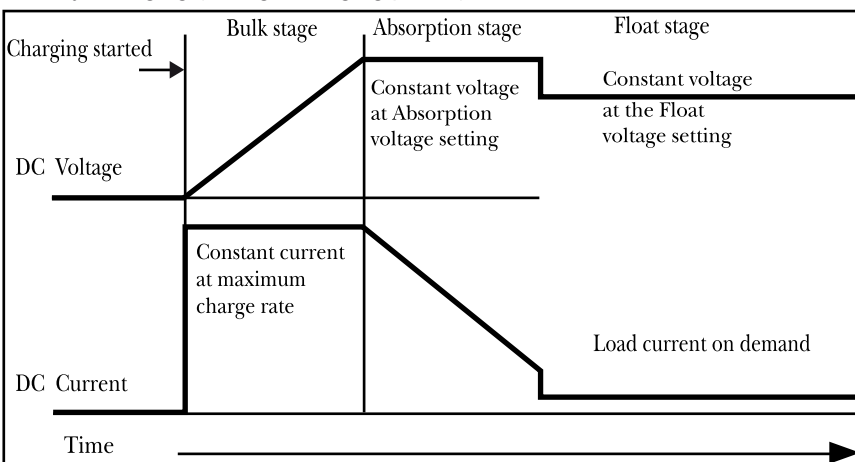 Bulk stage
Absorption stage
Float stage
Charging started
Constant voltage
at Absorption
voltage setting
Constant voltage
at the Float
voltage setting
DC Voltage
Constant current
at maximum
charge rate
Load current on demand
DC Current
Time